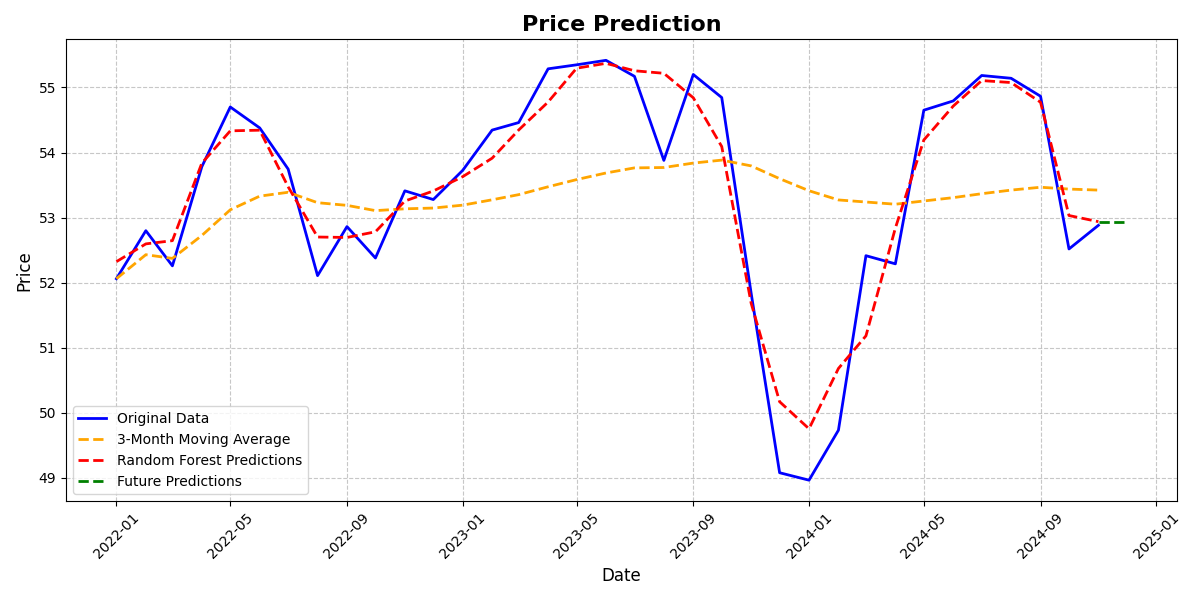 Price Prediction
Price
55
54
53
52
51
50
49
Original Data
3-Month Moving Average
Random Forest Predictions
Future Predictions
2022-01
2022-05
2022-09
2023-01
2023-05
2023-09
2024-01
2024-05
2024-09
2025-01
Date